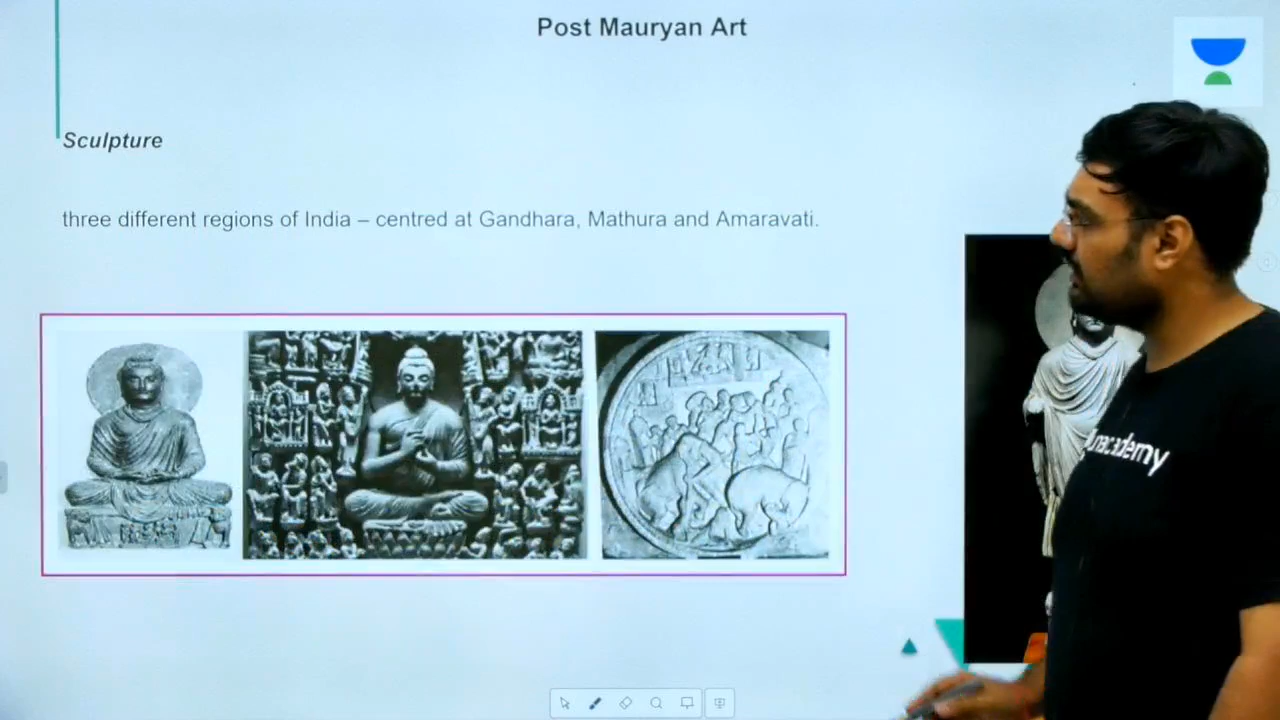 Post Mauryan Art
Sculpture
three different regions of India – centred at Gandhara, Mathura and Amaravati.
unacademy